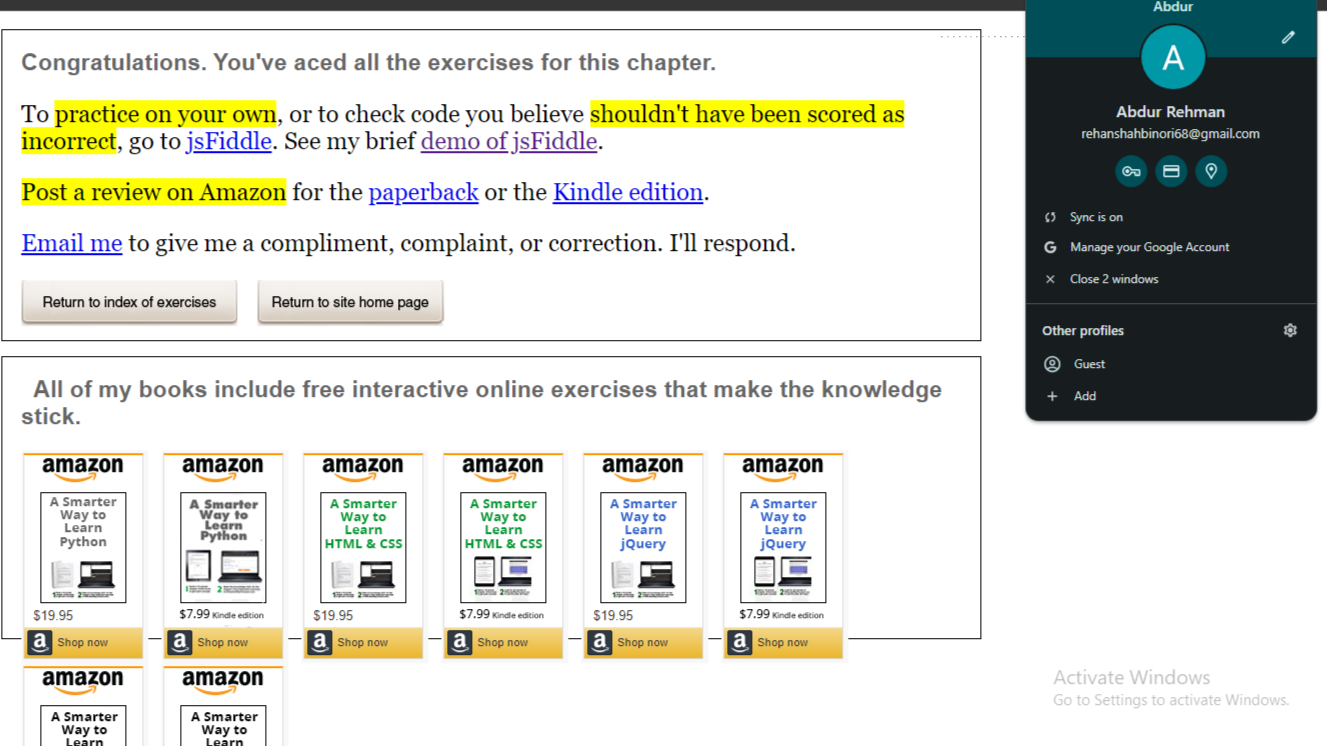 Congratulations. You've aced all the exercises for this chapter.
To practice on your own, or to check code you believe shouldn't have been scored as
incorrect, go to jsFiddle. See my brief demo of jsFiddle.
Post a review on Amazon for the paperback or the Kindle edition.
Email me to give me a compliment, complaint, or correction. I'll respond.
Return to index of exercises
Return to site home page
All of my books include free interactive online exercises that make the knowledge
stick.
amazon
A Smarter
Way to
Learn
Python
$19.95
a Shop now
amazon
A Smarter
Way to
Learn
Python
$7.99 Kindle edition
a Shop now
amazon
A Smarter
Way to
Learn
HTML & CSS
$19.95
a Shop now
amazon
A Smarter
Way to
Learn
HTML & CSS
$7.99 Kindle edition
a Shop now
amazon
A Smarter
Way to
Learn
jQuery
$19.95
a Shop now
amazon
A Smarter
Way to
Learn
jQuery
$7.99 Kindle edition
a Shop now
amazon
A Smarter
Way to
Learn
amazon
A Smarter
Way to
Learn
Abdur
A
Abdur Rehman
rehanshahbinori68@gmail.com
Sync is on
G Manage your Google Account
Close 2 windows
Other profiles
Guest
+ Add
Activate Windows
Go to Settings to activate Windows.